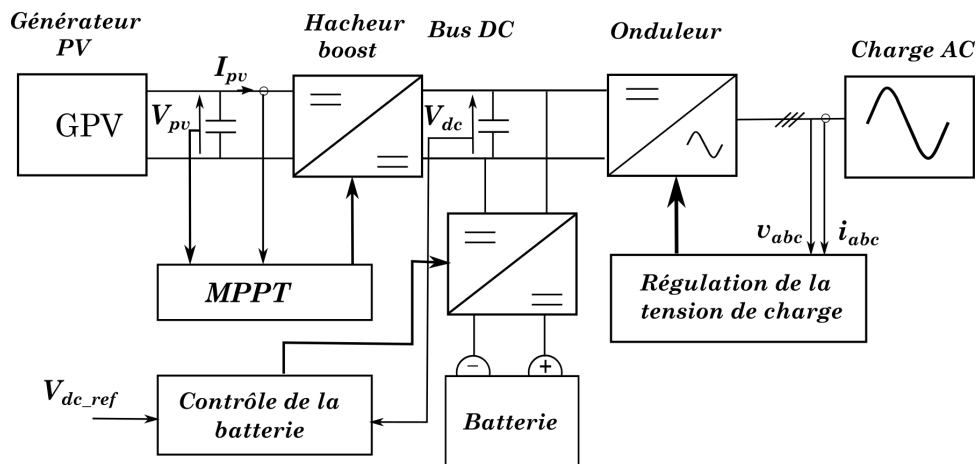 Générateur
PV
Hacheur
boost
Bus DC
Onduleur
Charge AC
GPV
I_pv
V_pv
V_dc
v_abc
i_abc
MPPT
Régulation de la
tension de charge
V_dc_ref
Contrôle de la
batterie
− +
Batterie